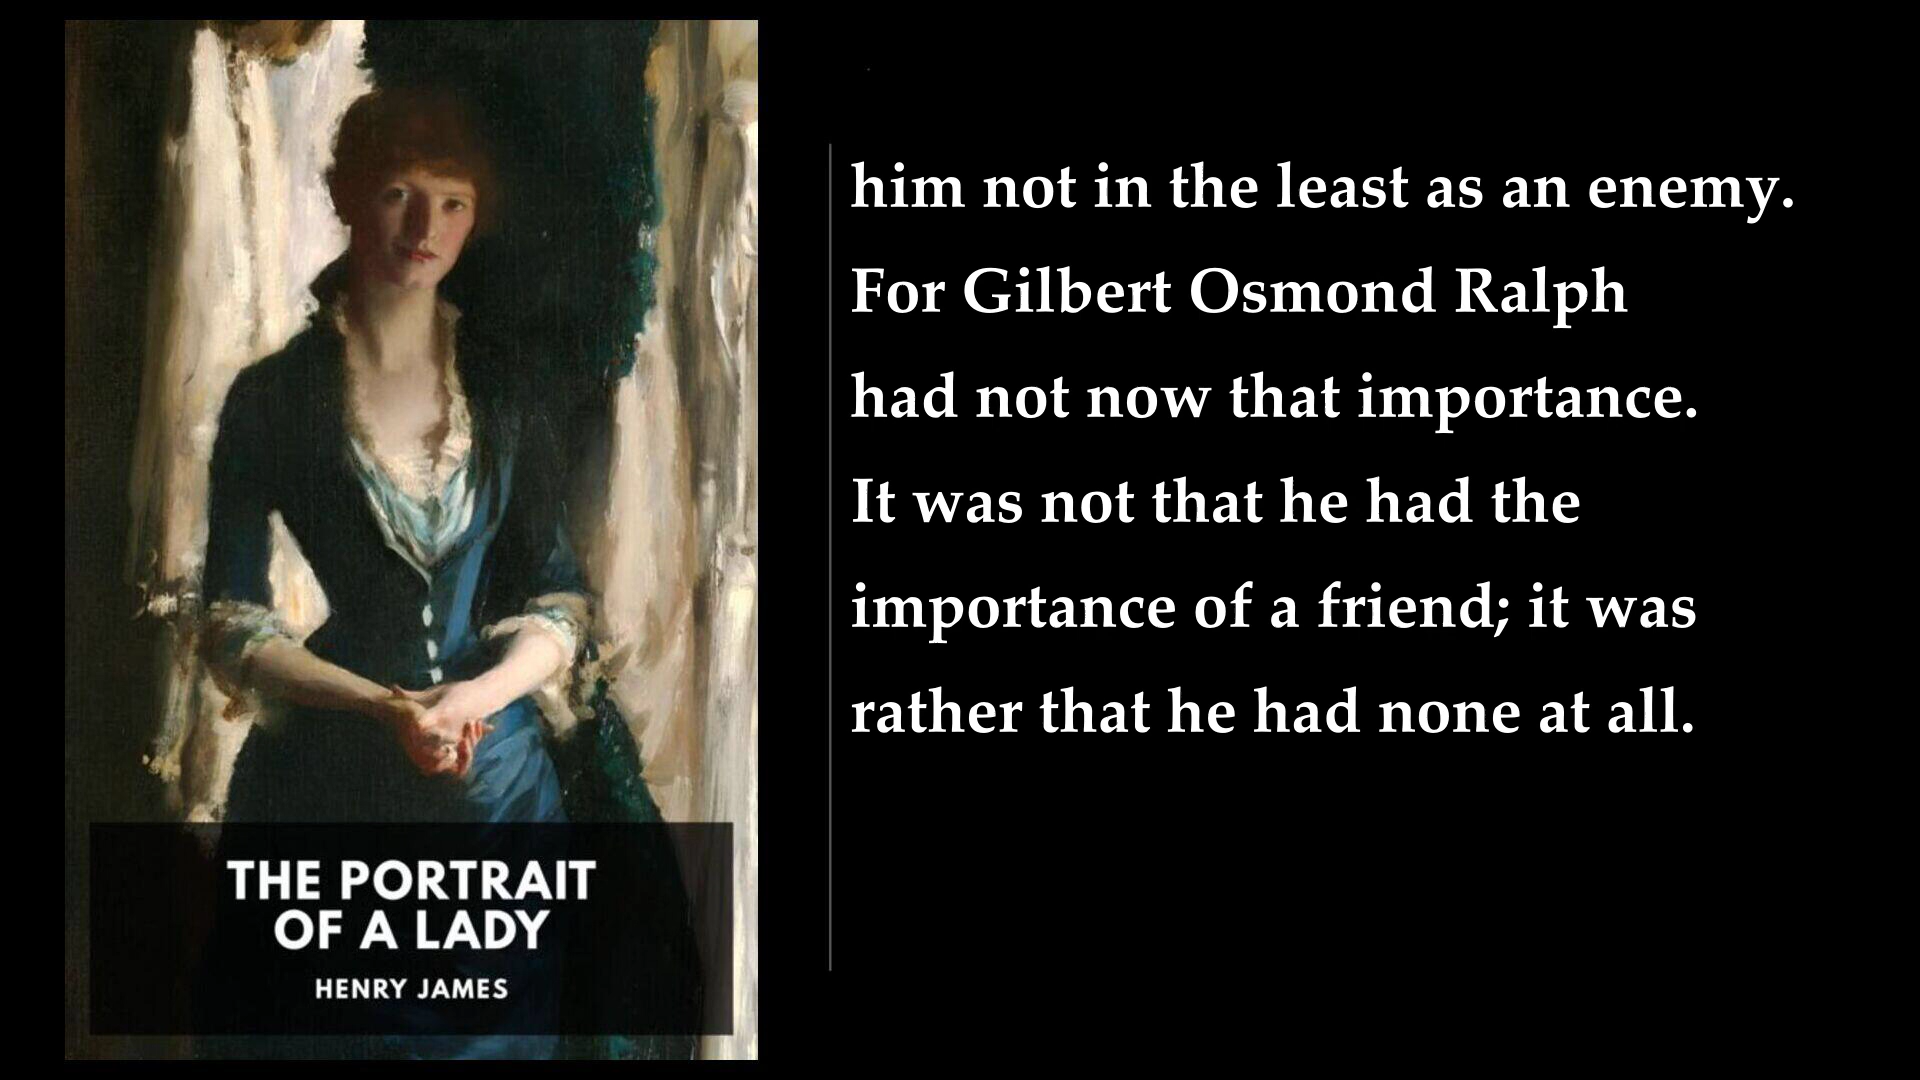 THE PORTRAIT
OF A LADY
HENRY JAMES
him not in the least as an enemy.
For Gilbert Osmond Ralph
had not now that importance.
It was not that he had the
importance of a friend; it was
rather that he had none at all.